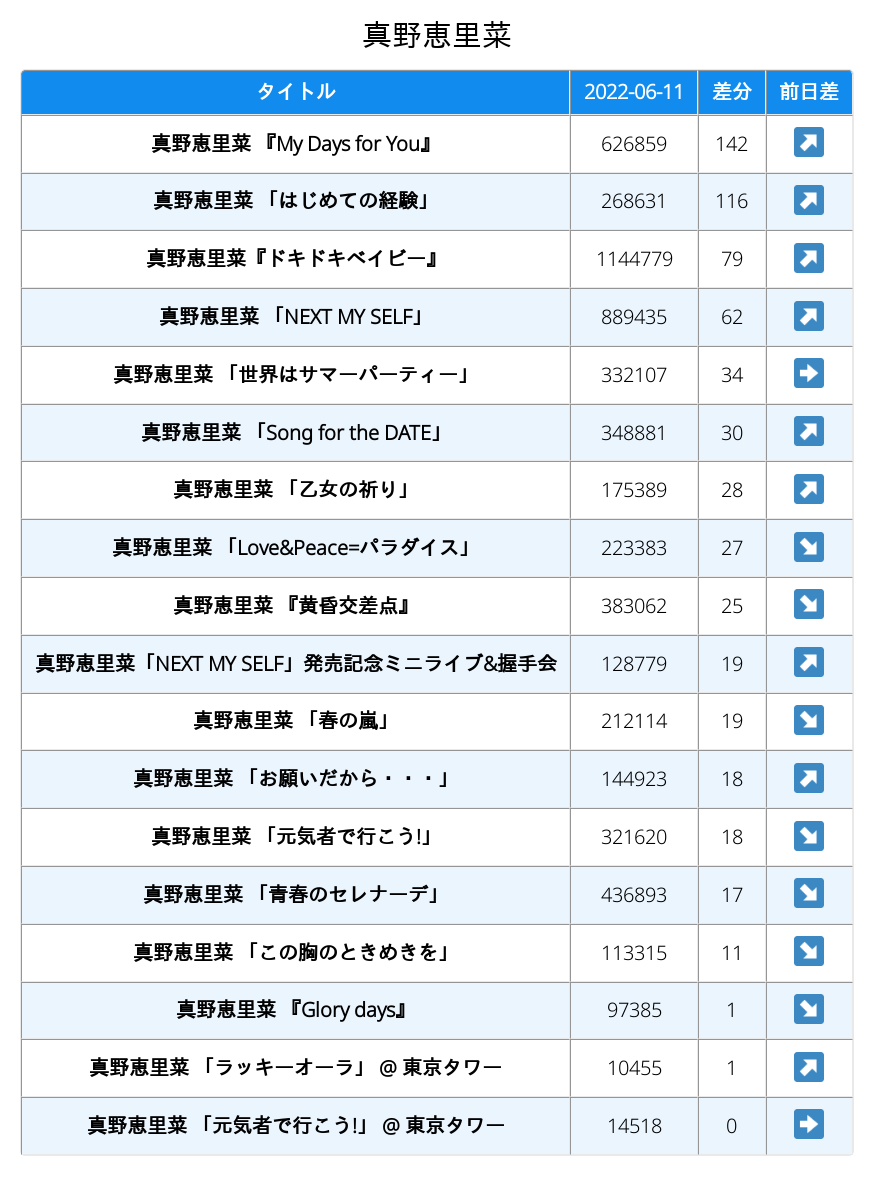 真野恵里菜
タイトル 2022-06-11 差分 前日差
真野恵里菜 『My Days for You』 626859 142 ↗
真野恵里菜 「はじめての経験」 268631 116 ↗
真野恵里菜『ドキドキベイビー』 1144779 79 ↗
真野恵里菜 「NEXT MY SELF」 889435 62 ↗
真野恵里菜 「世界はサマーパーティー」 332107 34 ➡
真野恵里菜 「Song for the DATE」 348881 30 ↗
真野恵里菜 「乙女の祈り」 175389 28 ↗
真野恵里菜 「Love&Peace=パラダイス」 223383 27 ↘
真野恵里菜 『黄昏交差点』 383062 25 ↘
真野恵里菜「NEXT MY SELF」発売記念ミニライブ&握手会 128779 19 ↗
真野恵里菜 「春の嵐」 212114 19 ↘
真野恵里菜 「お願いだから・・・」 144923 18 ↗
真野恵里菜 「元気者で行こう!」 321620 18 ↘
真野恵里菜 「青春のセレナーデ」 436893 17 ↘
真野恵里菜 「この胸のときめきを」 113315 11 ↘
真野恵里菜 『Glory days』 97385 1 ↘
真野恵里菜 「ラッキーオーラ」 @ 東京タワー 10455 1 ↗
真野恵里菜 「元気者で行こう!」 @ 東京タワー 14518 0 ➡